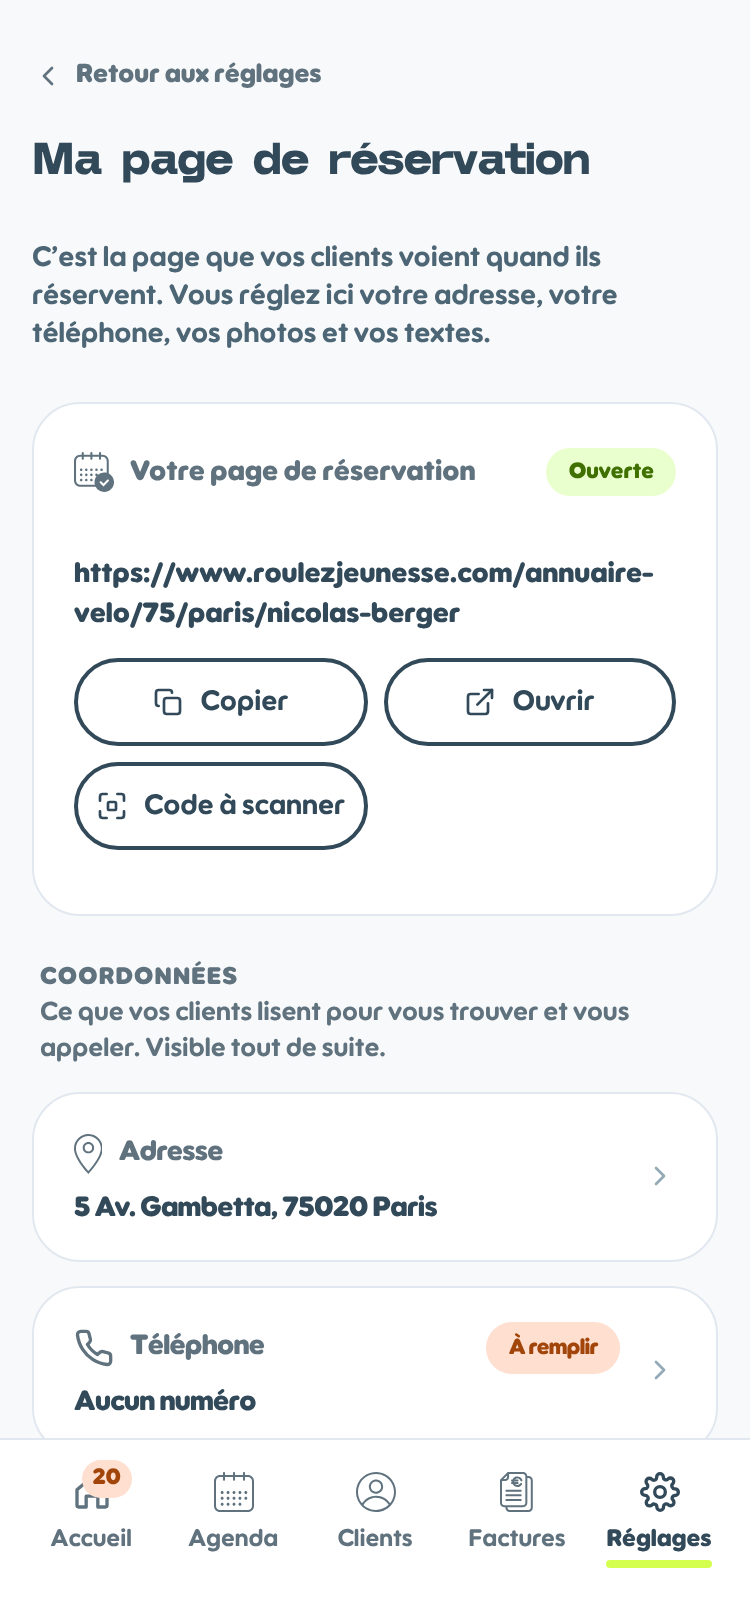 Retour aux réglages
Ma page de réservation
C’est la page que vos clients voient quand ils
réservent. Vous réglez ici votre adresse, votre
téléphone, vos photos et vos textes.
Votre page de réservation
Ouverte
https://www.roulezjeunesse.com/annuaire-
velo/75/paris/nicolas-berger
Copier
Ouvrir
Code à scanner
COORDONNÉES
Ce que vos clients lisent pour vous trouver et vous
appeler. Visible tout de suite.
Adresse
5 Av. Gambetta, 75020 Paris
Téléphone
À remplir
Aucun numéro
20
Accueil
Agenda
Clients
Factures
Réglages